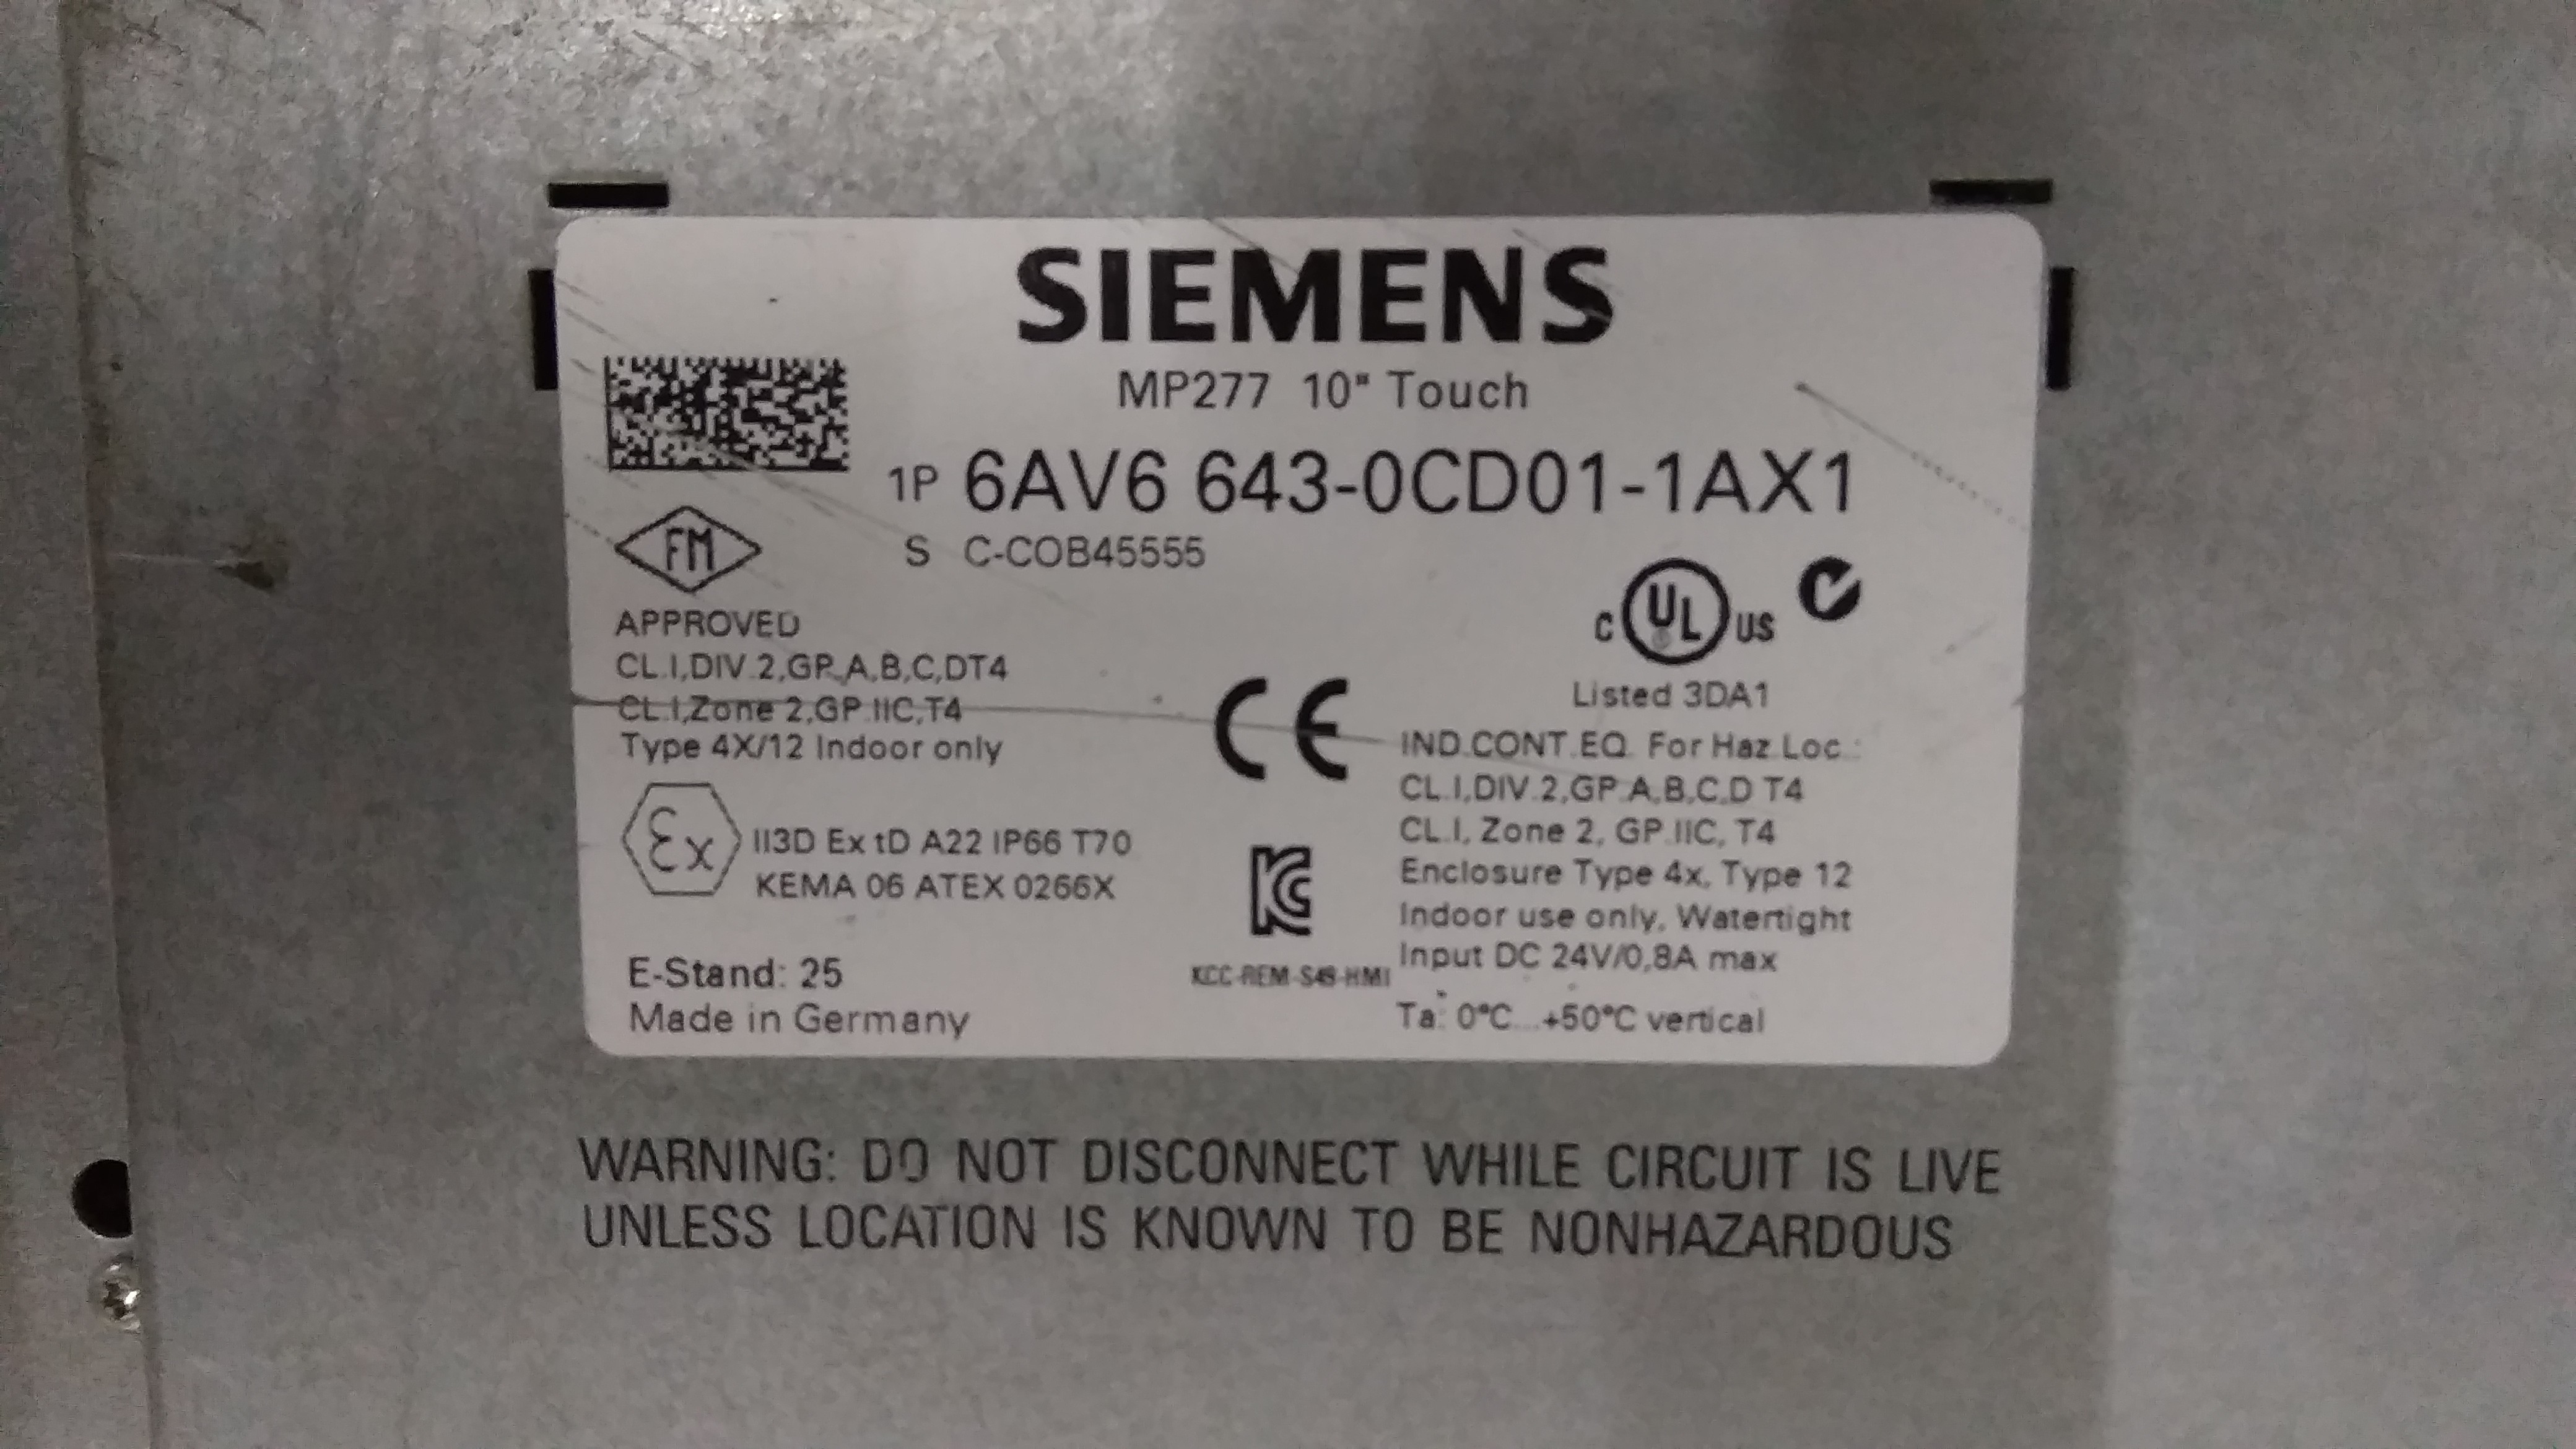 SIEMENS
MP277 10" Touch
1P 6AV6 643-0CD01-1AX1
S C-COB45555
FM
APPROVED
CL.I,DIV.2,GP.A,B,C,DT4
CL.I,Zone 2,GP.IIC,T4
Type 4X/12 Indoor only
Ex II3D Ex tD A22 IP66 T70
KEMA 06 ATEX 0266X
E-Stand: 25
Made in Germany
CE
KC
KCC-REM-S49-HMI
C UL US
Listed 3DA1
IND.CONT.EQ. For Haz.Loc.:
CL.I,DIV.2,GP.A,B,C,D T4
CL.I, Zone 2, GP.IIC, T4
Enclosure Type 4x, Type 12
Indoor use only, Watertight
Input DC 24V/0,8A max
Ta: 0°C...+50°C vertical
WARNING: DO NOT DISCONNECT WHILE CIRCUIT IS LIVE
UNLESS LOCATION IS KNOWN TO BE NONHAZARDOUS